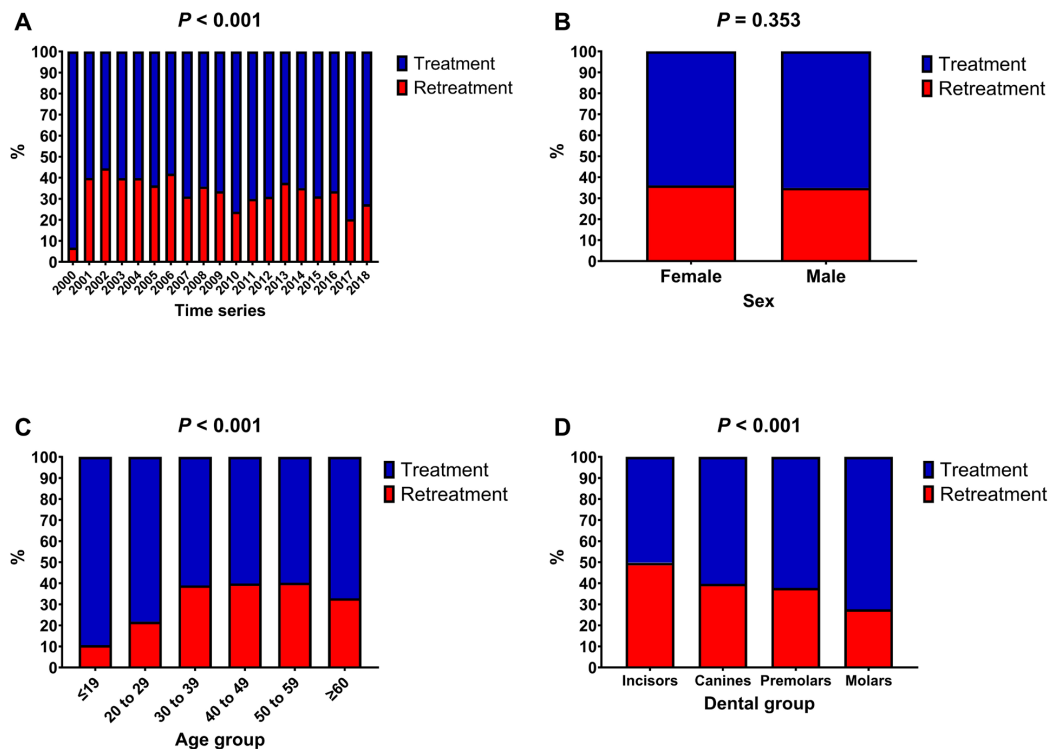 A
P < 0.001
100
90
80
70
60
50
40
30
20
10
0
%
2000
2001
2002
2003
2004
2005
2006
2007
2008
2009
2010
2011
2012
2013
2014
2015
2016
2017
2018
Time series
Treatment
Retreatment
B
P = 0.353
100
90
80
70
60
50
40
30
20
10
0
%
Female
Male
Sex
Treatment
Retreatment
C
P < 0.001
100
90
80
70
60
50
40
30
20
10
0
%
≤19
20 to 29
30 to 39
40 to 49
50 to 59
≥60
Age group
Treatment
Retreatment
D
P < 0.001
100
90
80
70
60
50
40
30
20
10
0
%
Incisors
Canines
Premolars
Molars
Dental group
Treatment
Retreatment